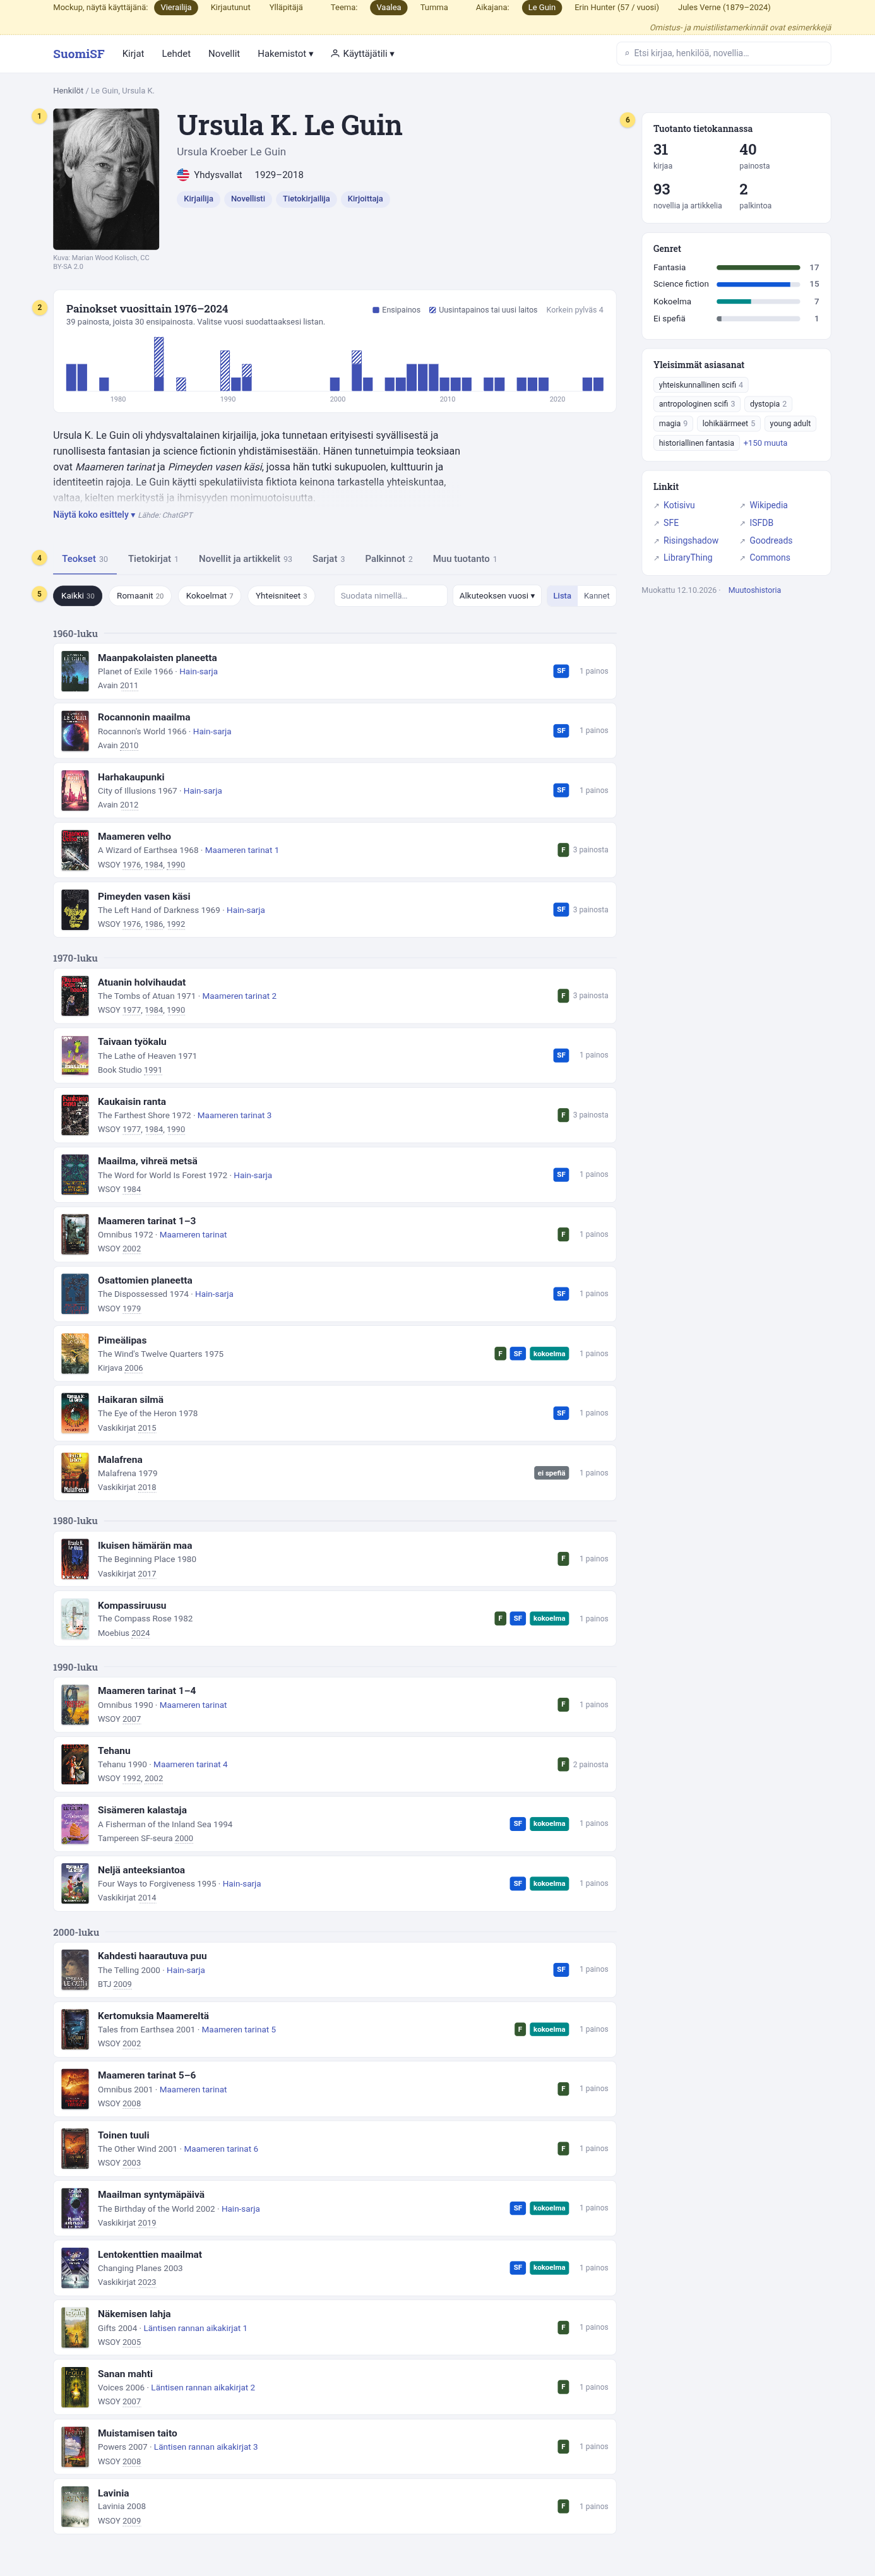 Mockup, näytä käyttäjänä: Vierailija Kirjautunut Ylläpitäjä Teema: Vaalea Tumma Aikajana: Le Guin Erin Hunter (57 / vuosi) Jules Verne (1879–2024)
Omistus- ja muistilistamerkinnät ovat esimerkkejä
SuomiSF Kirjat Lehdet Novellit Hakemistot ▾ Käyttäjätili ▾ Etsi kirjaa, henkilöä, novellia...
Henkilöt / Le Guin, Ursula K.
1
Ursula K. Le Guin
Ursula Kroeber Le Guin
Yhdysvallat 1929–2018
Kirjailija Novellisti Tietokirjailija Kirjoittaja
Kuva: Marian Wood Kolisch, CC
BY-SA 2.0
2
Painokset vuosittain 1976–2024
Ensipainos Uusintapainos tai uusi laitos Korkein pylväs 4
39 painosta, joista 30 ensipainosta. Valitse vuosi suodattaaksesi listan.
1980 1990 2000 2010 2020
Ursula K. Le Guin oli yhdysvaltalainen kirjailija, joka tunnetaan erityisesti syvällisestä ja
runollisesta fantasian ja science fictionin yhdistämisestä. Hänen tunnetuimpia teoksiaan
ovat Maameren tarinat ja Pimeyden vasen käsi, jossa hän tutki sukupuolen, kulttuurin ja
identiteetin rajoja. Le Guin käytti spekulatiivista fiktiota keinona tarkastella yhteiskuntaa,
valtaa, kielten merkitystä ja ihmisyyden monimuotoisuutta.
Näytä koko esittely ▾ Lähde: ChatGPT
4
Teokset 30 Tietokirjat 1 Novellit ja artikkelit 93 Sarjat 3 Palkinnot 2 Muu tuotanto 1
5
Kaikki 30 Romaanit 20 Kokoelmat 7 Yhteisniteet 3 Suodata nimellä... Alkuteoksen vuosi ▾ Lista Kannet
1960-luku
Maanpakolaisten planeetta
Planet of Exile 1966 · Hain-sarja
Avain 2011
SF 1 painos
Rocannonin maailma
Rocannon's World 1966 · Hain-sarja
Avain 2010
SF 1 painos
Harhakaupunki
City of Illusions 1967 · Hain-sarja
Avain 2012
SF 1 painos
Maameren velho
A Wizard of Earthsea 1968 · Maameren tarinat 1
WSOY 1976, 1984, 1990
F 3 painosta
Pimeyden vasen käsi
The Left Hand of Darkness 1969 · Hain-sarja
WSOY 1976, 1986, 1992
SF 3 painosta
1970-luku
Atuanin holvihaudat
The Tombs of Atuan 1971 · Maameren tarinat 2
WSOY 1977, 1984, 1990
F 3 painosta
Taivaan työkalu
The Lathe of Heaven 1971
Book Studio 1991
SF 1 painos
Kaukaisin ranta
The Farthest Shore 1972 · Maameren tarinat 3
WSOY 1977, 1984, 1990
F 3 painosta
Maailma, vihreä metsä
The Word for World Is Forest 1972 · Hain-sarja
WSOY 1984
SF 1 painos
Maameren tarinat 1–3
Omnibus 1972 · Maameren tarinat
WSOY 2002
F 1 painos
Osattomien planeetta
The Dispossessed 1974 · Hain-sarja
WSOY 1979
SF 1 painos
Pimeälipas
The Wind's Twelve Quarters 1975
Kirjava 2006
F SF kokoelma 1 painos
Haikaran silmä
The Eye of the Heron 1978
Vaskikirjat 2015
SF 1 painos
Malafrena
Malafrena 1979
Vaskikirjat 2018
ei spefiä 1 painos
1980-luku
Ikuisen hämärän maa
The Beginning Place 1980
Vaskikirjat 2017
F 1 painos
Kompassiruusu
The Compass Rose 1982
Moebius 2024
F SF kokoelma 1 painos
1990-luku
Maameren tarinat 1–4
Omnibus 1990 · Maameren tarinat
WSOY 2007
F 1 painos
Tehanu
Tehanu 1990 · Maameren tarinat 4
WSOY 1992, 2002
F 2 painosta
Sisämeren kalastaja
A Fisherman of the Inland Sea 1994
Tampereen SF-seura 2000
SF kokoelma 1 painos
Neljä anteeksiantoa
Four Ways to Forgiveness 1995 · Hain-sarja
Vaskikirjat 2014
SF kokoelma 1 painos
2000-luku
Kahdesti haarautuva puu
The Telling 2000 · Hain-sarja
BTJ 2009
SF 1 painos
Kertomuksia Maamereltä
Tales from Earthsea 2001 · Maameren tarinat 5
WSOY 2002
F kokoelma 1 painos
Maameren tarinat 5–6
Omnibus 2001 · Maameren tarinat
WSOY 2008
F 1 painos
Toinen tuuli
The Other Wind 2001 · Maameren tarinat 6
WSOY 2003
F 1 painos
Maailman syntymäpäivä
The Birthday of the World 2002 · Hain-sarja
Vaskikirjat 2019
SF kokoelma 1 painos
Lentokenttien maailmat
Changing Planes 2003
Vaskikirjat 2023
SF kokoelma 1 painos
Näkemisen lahja
Gifts 2004 · Läntisen rannan aikakirjat 1
WSOY 2005
F 1 painos
Sanan mahti
Voices 2006 · Läntisen rannan aikakirjat 2
WSOY 2007
F 1 painos
Muistamisen taito
Powers 2007 · Läntisen rannan aikakirjat 3
WSOY 2008
F 1 painos
Lavinia
Lavinia 2008
WSOY 2009
F 1 painos
6
Tuotanto tietokannassa
31 40
kirjaa painosta
93 2
novellia ja artikkelia palkintoa
Genret
Fantasia 17
Science fiction 15
Kokoelma 7
Ei spefiä 1
Yleisimmät asiasanat
yhteiskunnallinen scifi 4
antropologinen scifi 3 dystopia 2
magia 9 lohikäärmeet 5 young adult
historiallinen fantasia +150 muuta
Linkit
↗ Kotisivu ↗ Wikipedia
↗ SFE ↗ ISFDB
↗ Risingshadow ↗ Goodreads
↗ LibraryThing ↗ Commons
Muokattu 12.10.2026 · Muutoshistoria